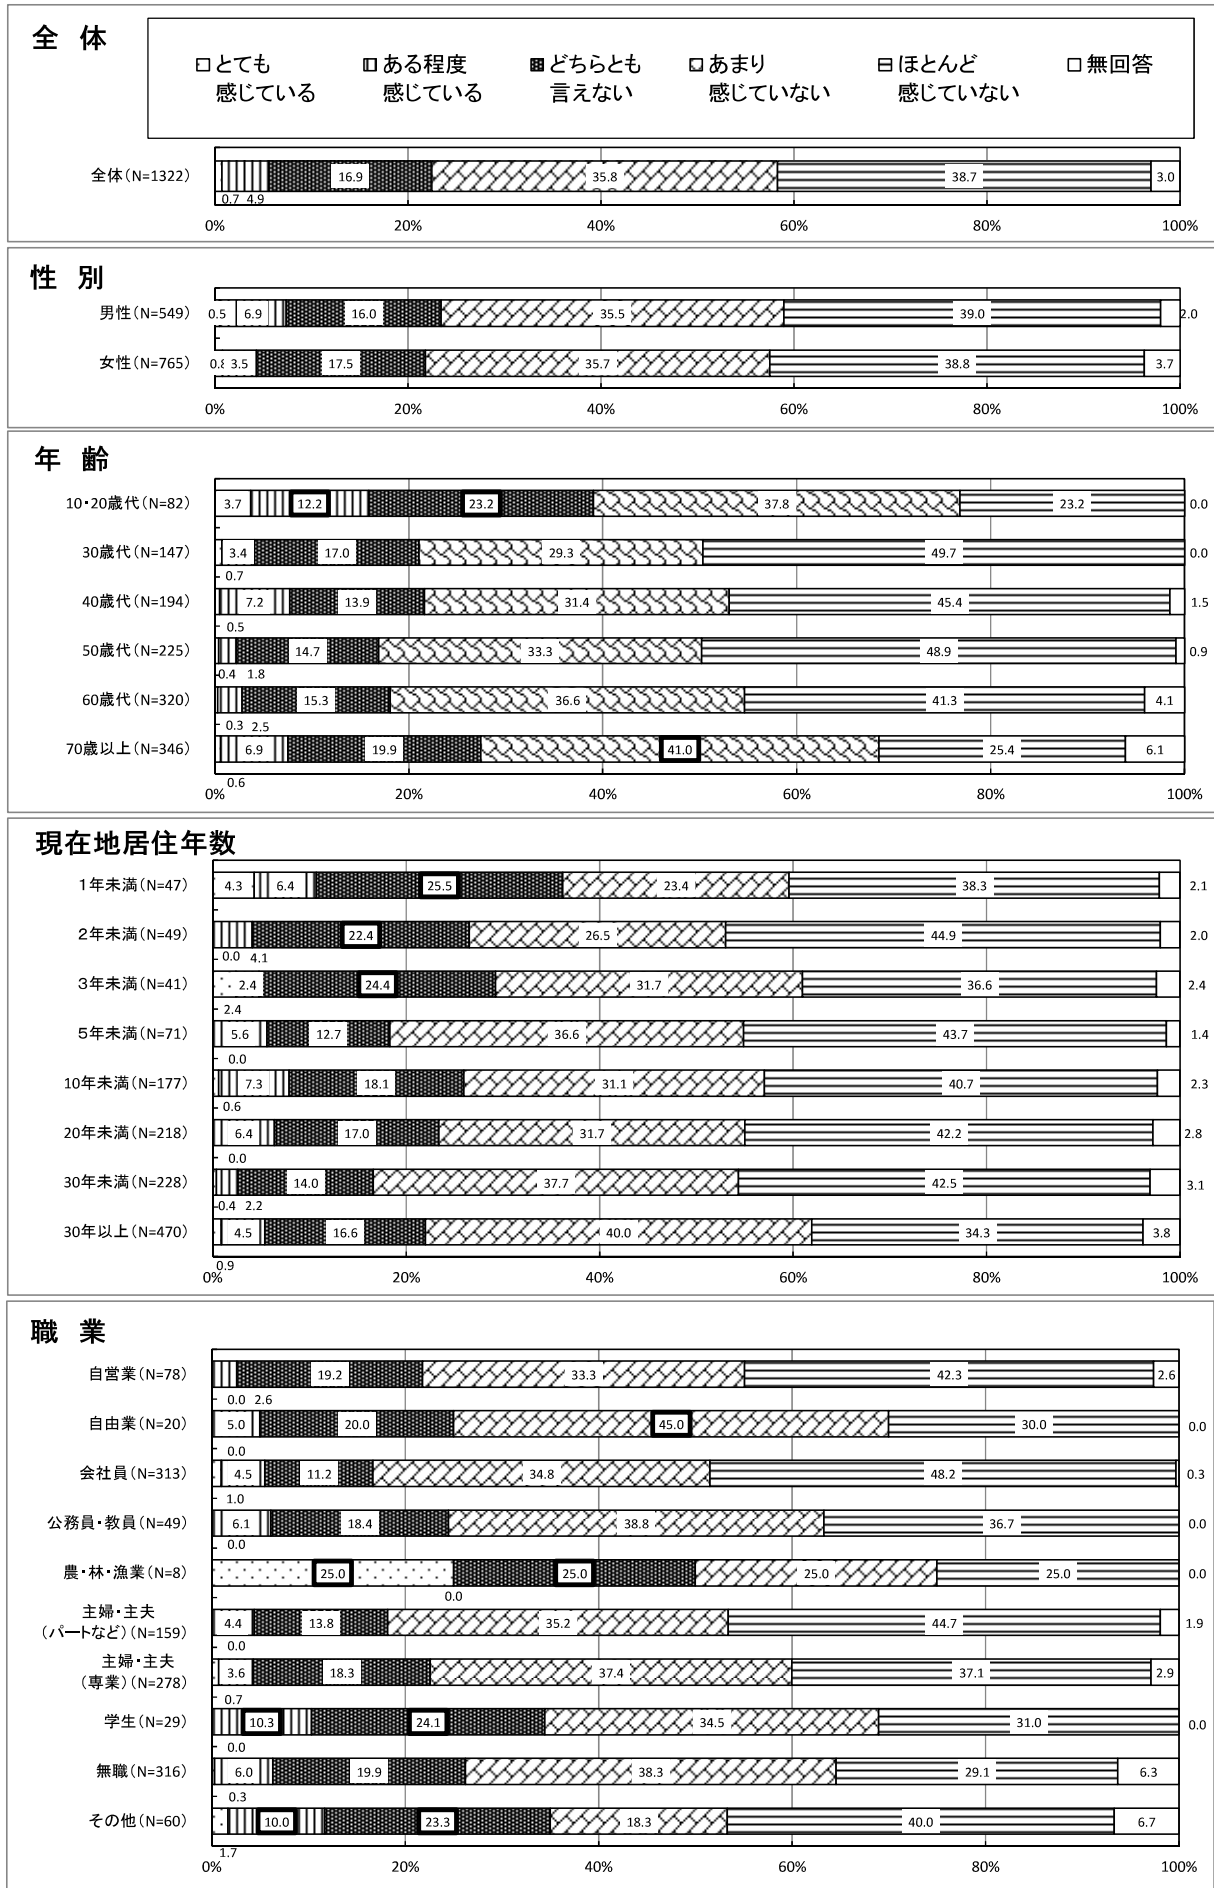 全 体
とても ある程度 どちらとも あまり ほとんど 無回答
感じている 感じている 言えない 感じていない 感じていない
全体(N=1322) 16.9 35.8 38.7 3.0
0.7 4.9
0% 20% 40% 60% 80% 100%
性 別
男性(N=549) 0.5 6.9 16.0 35.5 39.0 2.0
女性(N=765) 0.8 3.5 17.5 35.7 38.8 3.7
0% 20% 40% 60% 80% 100%
年 齢
10・20歳代(N=82) 3.7 12.2 23.2 37.8 23.2 0.0
30歳代(N=147) 3.4 17.0 29.3 49.7 0.0
0.7
40歳代(N=194) 7.2 13.9 31.4 45.4 1.5
0.5
50歳代(N=225) 14.7 33.3 48.9 0.9
0.4 1.8
60歳代(N=320) 15.3 36.6 41.3 4.1
0.3 2.5
70歳以上(N=346) 6.9 19.9 41.0 25.4 6.1
0.6
0% 20% 40% 60% 80% 100%
現在地居住年数
1年未満(N=47) 4.3 6.4 25.5 23.4 38.3 2.1
2年未満(N=49) 22.4 26.5 44.9 2.0
0.0 4.1
3年未満(N=41) 2.4 24.4 31.7 36.6 2.4
2.4
5年未満(N=71) 5.6 12.7 36.6 43.7 1.4
0.0
10年未満(N=177) 7.3 18.1 31.1 40.7 2.3
0.6
20年未満(N=218) 6.4 17.0 31.7 42.2 2.8
0.0
30年未満(N=228) 14.0 37.7 42.5 3.1
0.4 2.2
30年以上(N=470) 4.5 16.6 40.0 34.3 3.8
0.9
0% 20% 40% 60% 80% 100%
職 業
自営業(N=78) 19.2 33.3 42.3 2.6
0.0 2.6
自由業(N=20) 5.0 20.0 45.0 30.0 0.0
0.0
会社員(N=313) 4.5 11.2 34.8 48.2 0.3
1.0
公務員・教員(N=49) 6.1 18.4 38.8 36.7 0.0
0.0
農・林・漁業(N=8) 25.0 25.0 25.0 25.0 0.0
0.0
主婦・主夫
(パートなど)(N=159) 4.4 13.8 35.2 44.7 1.9
0.0
主婦・主夫
(専業)(N=278) 3.6 18.3 37.4 37.1 2.9
0.7
学生(N=29) 10.3 24.1 34.5 31.0 0.0
0.0
無職(N=316) 6.0 19.9 38.3 29.1 6.3
0.3
その他(N=60) 10.0 23.3 18.3 40.0 6.7
1.7
0% 20% 40% 60% 80% 100%